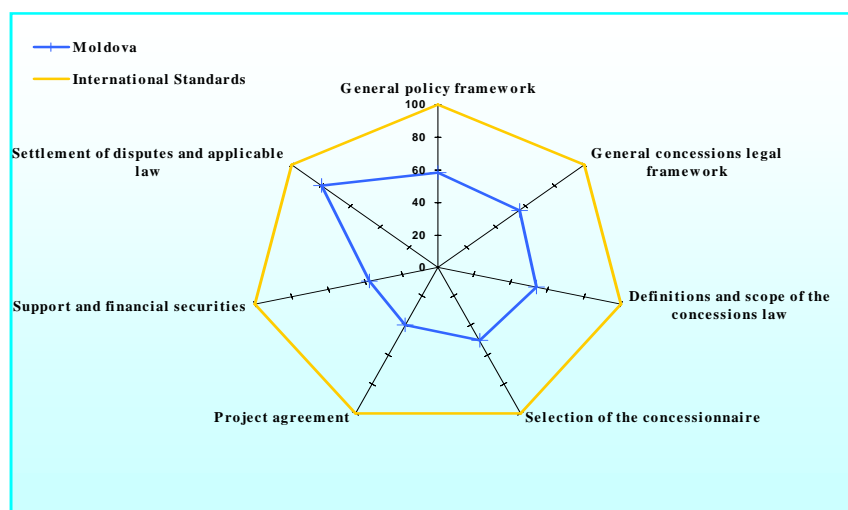 Moldova
International Standards
General policy framework
100
80
60
40
20
0
Settlement of disputes and applicable
law
General concessions legal
framework
Support and financial securities
Definitions and scope of the
concessions law
Project agreement
Selection of the concessionnaire